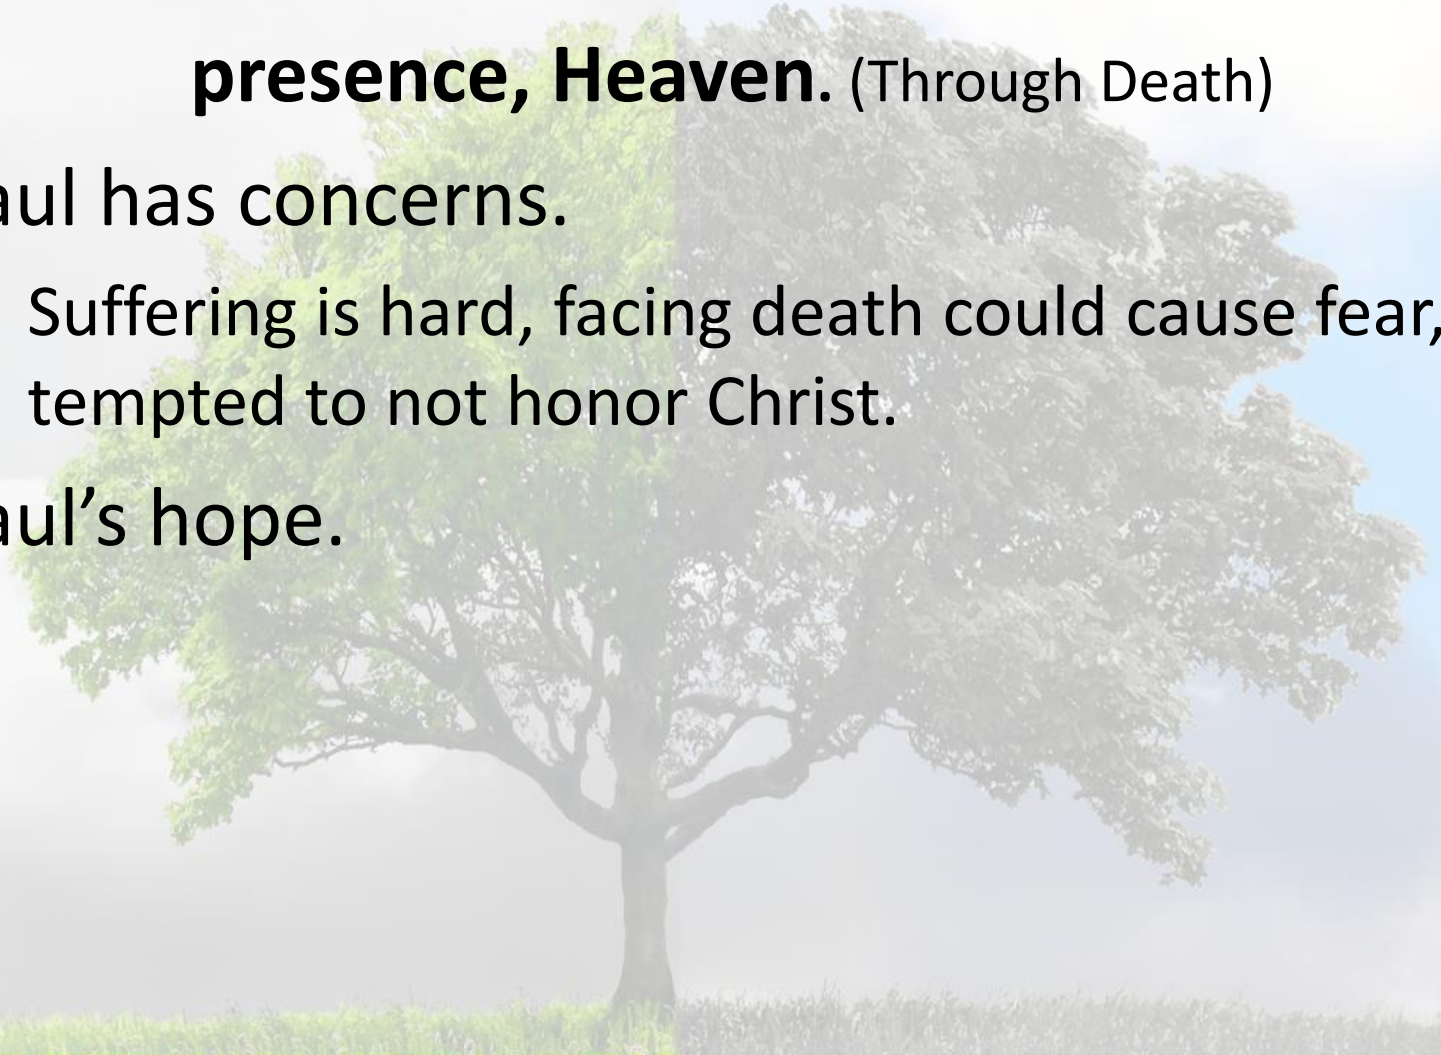 presence, Heaven. (Through Death)
aul has concerns.
Suffering is hard, facing death could cause fear,
tempted to not honor Christ.
aul’s hope.